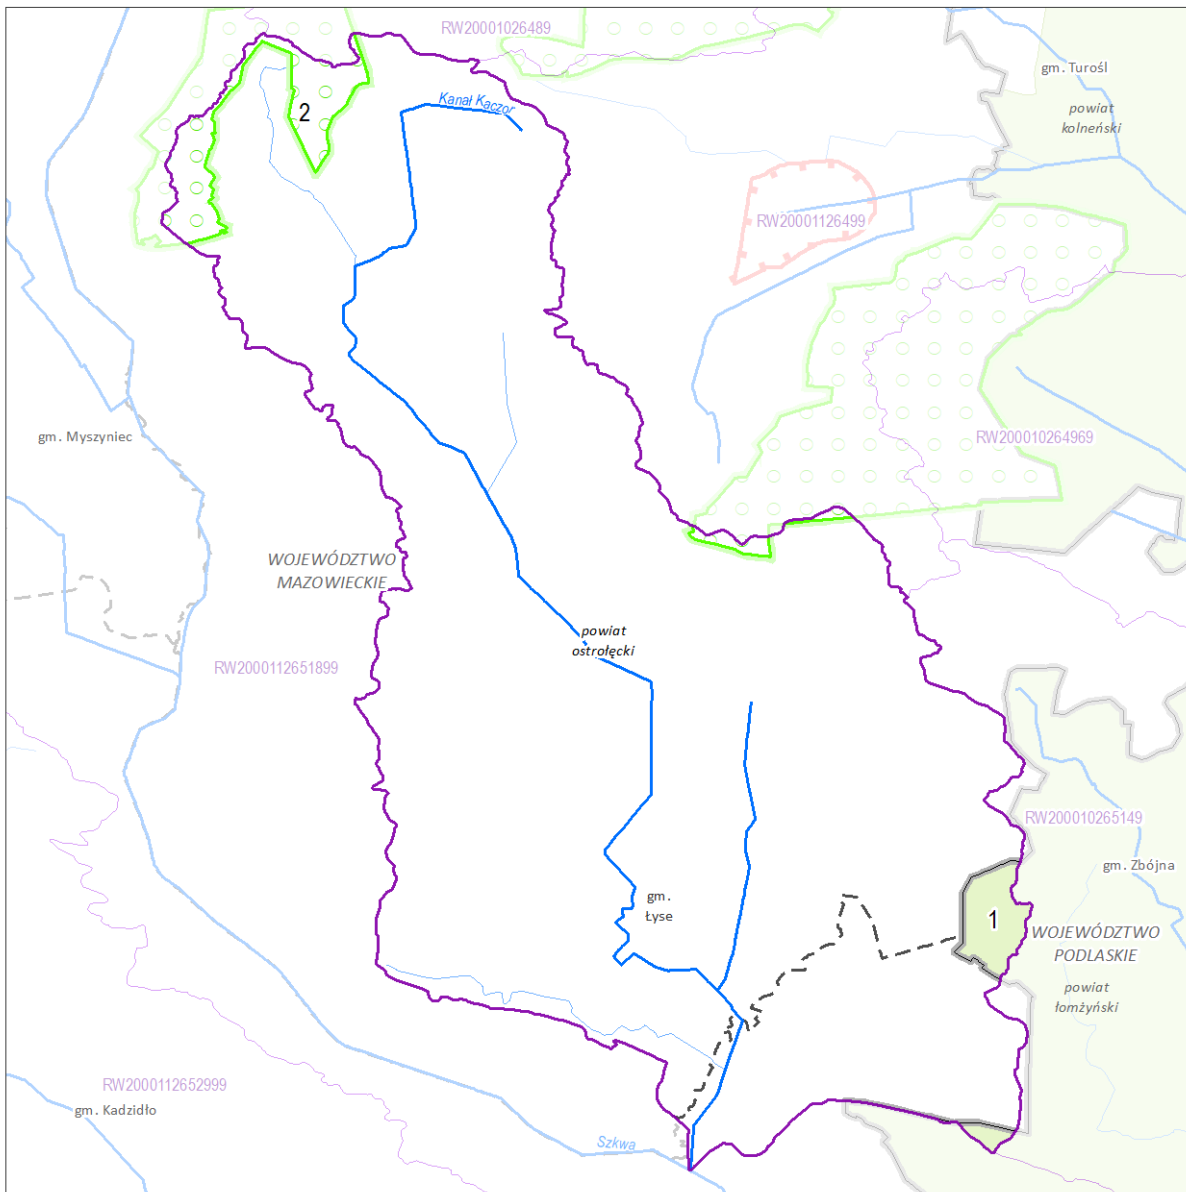 RW20001026489
gm. Turośl
powiat
kolneński
Kanał Kaczor
2
RW20001126499
gm. Myszyniec
RW200010264969
WOJEWÓDZTWO
MAZOWIECKIE
powiat
ostrołęcki
RW2000112651899
RW200010265149
gm. Zbójna
gm.
Łyse
1
WOJEWÓDZTWO
PODLASKIE
powiat
łomżyński
RW2000112652999
gm. Kadzidło
Szkwa